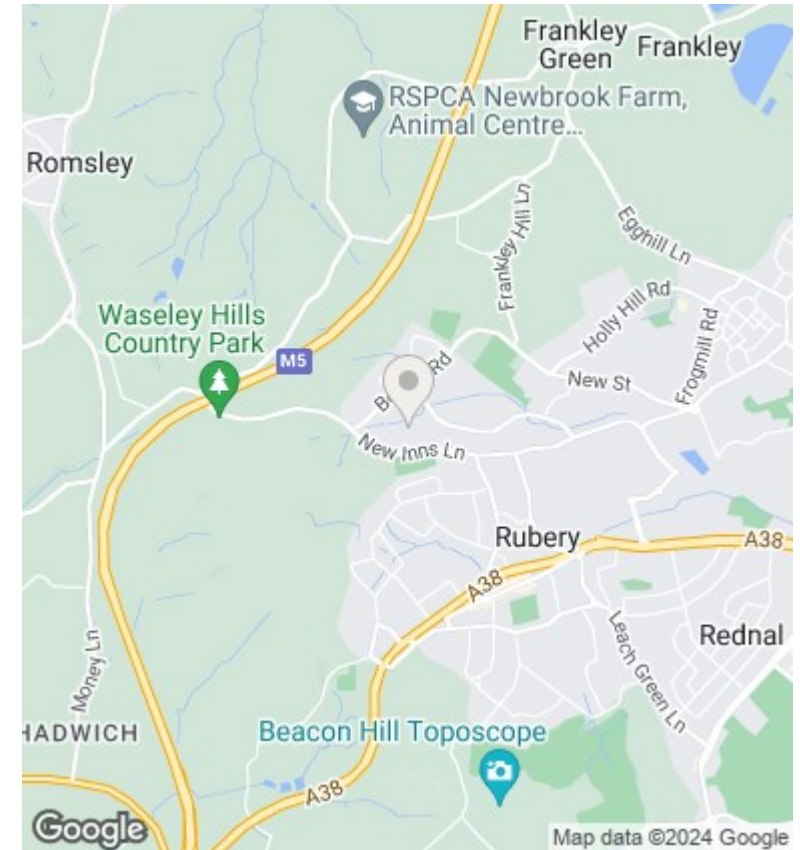 Frankley
Green
Frankley
RSPCA Newbrook Farm,
Animal Centre...
Romsley
Egghill Ln
Frankley Hill Ln
Holly Hill Rd
Frogmill Rd
Waseley Hills
Country Park
M5
New St
Rd
New Inns Ln
Rubery
A38
A38
Rednal
Leach Green Ln
Money Ln
HADWICH
Beacon Hill Toposcope
A38
Google
Map data ©2024 Google